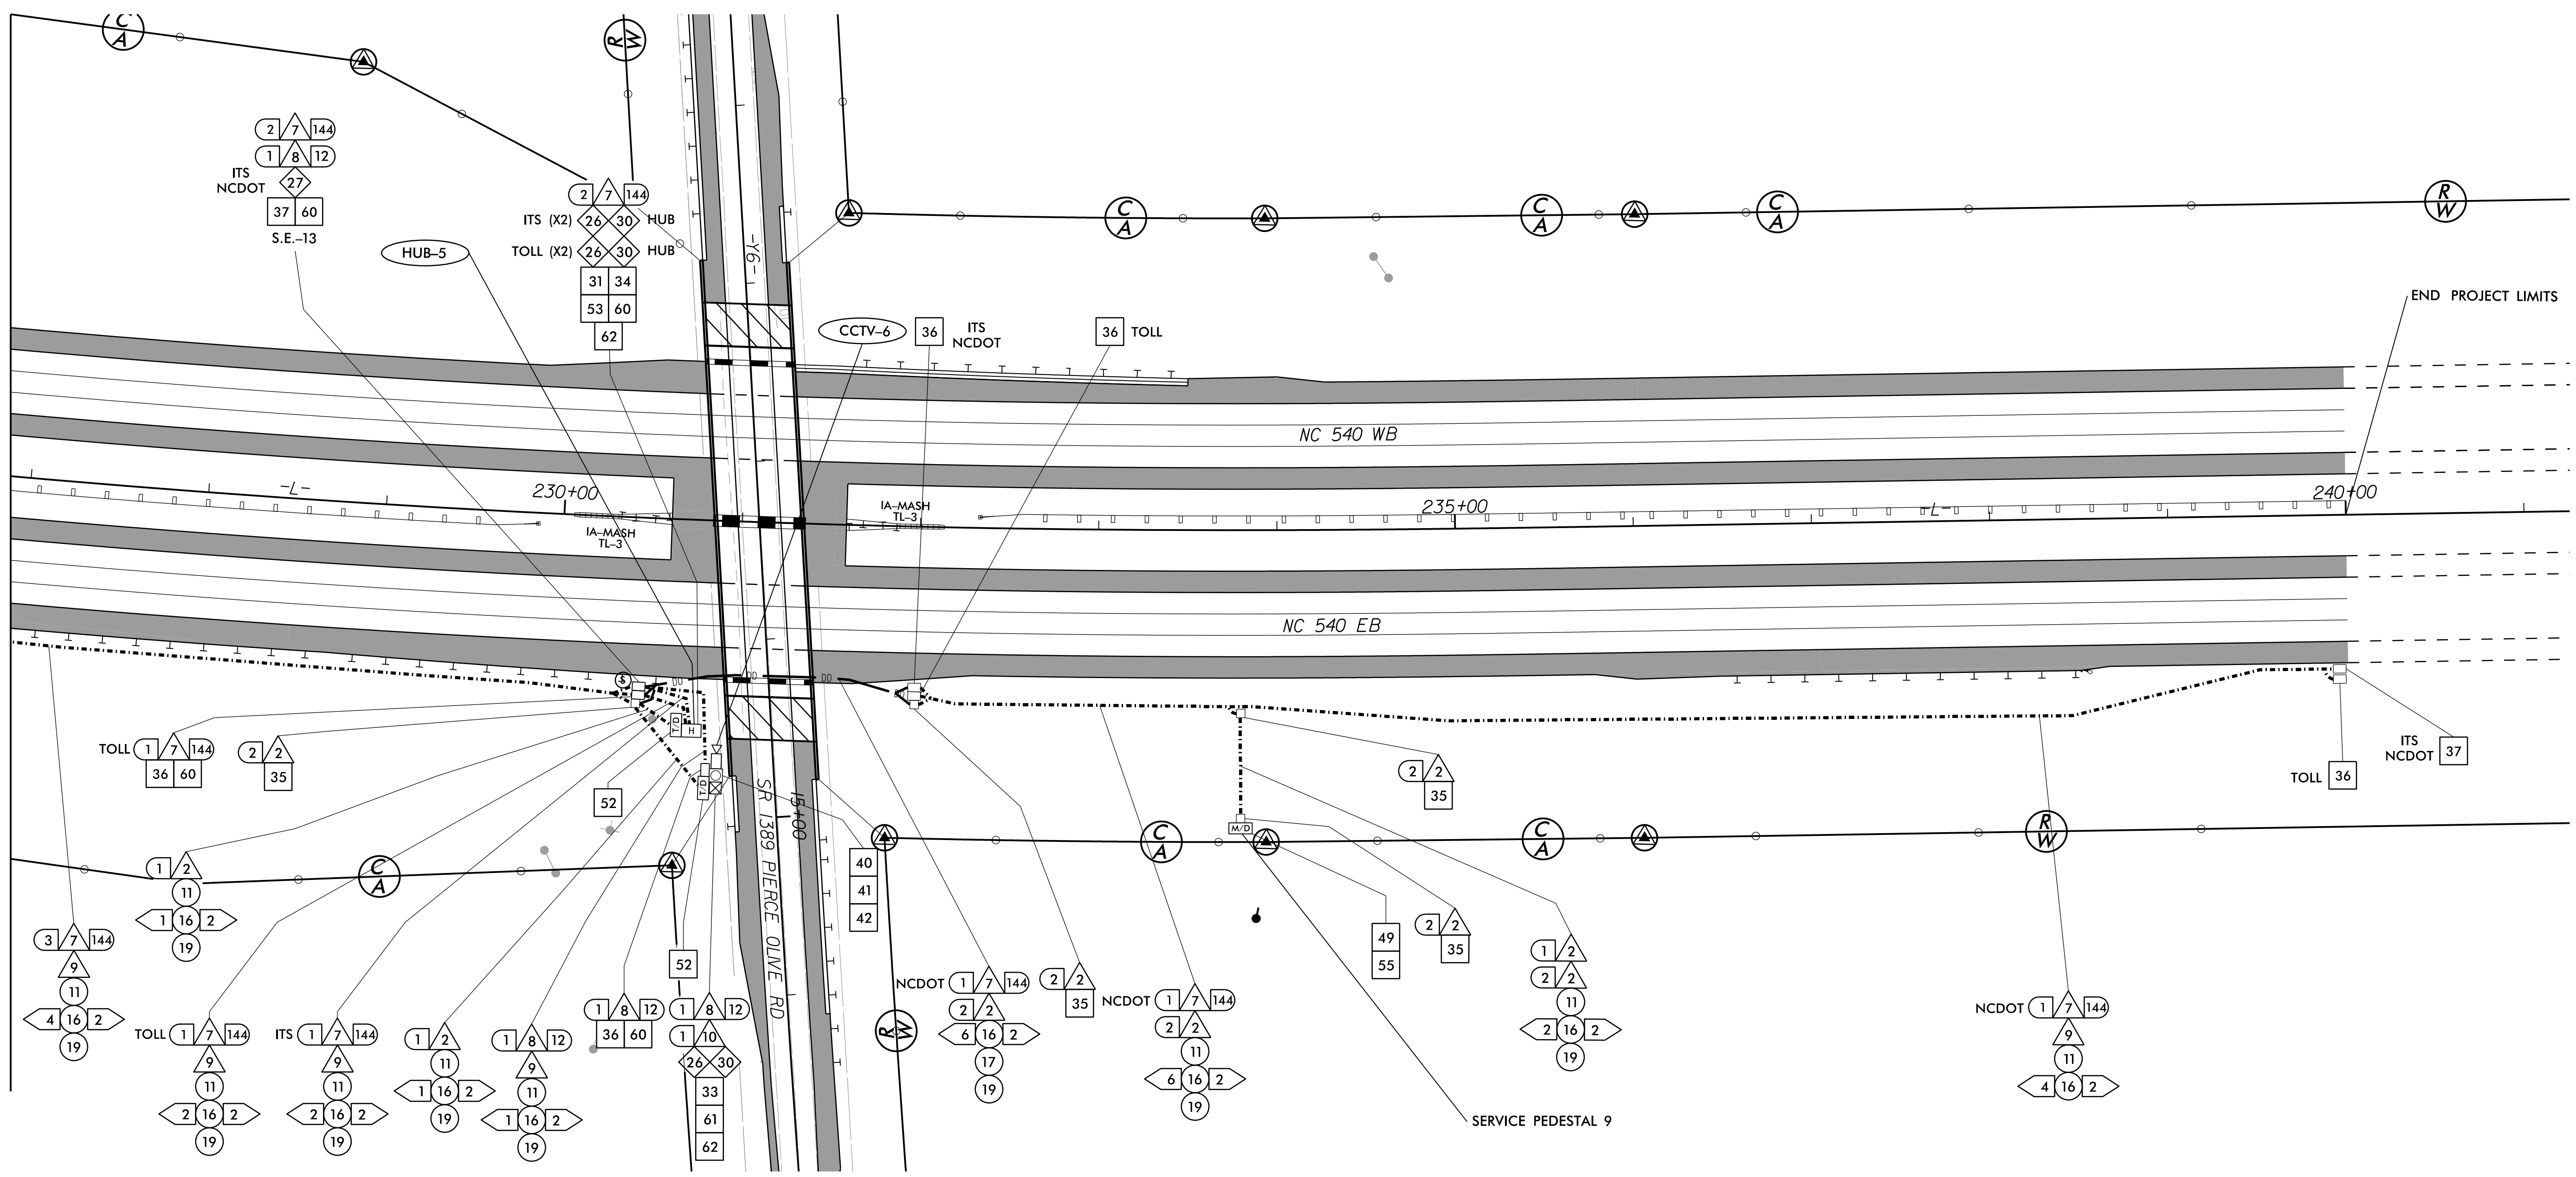 C
A
R
W
2 7 144
1 8 12
ITS
NCDOT
27
37 60
S.E.–13
2 7 144
ITS (X2) 26 30 HUB
TOLL (X2) 26 30 HUB
31 34
53 60
62
HUB–5
-Y6-
CCTV–6
36 ITS
NCDOT
36 TOLL
C
A
C
A
C
A
R
W
END PROJECT LIMITS
NC 540 WB
-L-
230+00
IA–MASH
TL–3
IA–MASH
TL–3
235+00
-L-
240+00
NC 540 EB
S
DD
DD
DD
T/D
H
T/D
TOLL 1 7 144
36 60
2 2
35
52
SR 1389 PIERCE OLIVE RD
15+00
2 2
35
M/D
TOLL 36
ITS
NCDOT
37
C
A
C
A
C
A
R
W
1 2
11
1 16 2
19
40
41
42
3 7 144
9
11
4 16 2
19
TOLL 1 7 144
9
11
2 16 2
19
ITS 1 7 144
9
11
2 16 2
19
1 2
11
1 16 2
19
1 8 12
9
11
1 16 2
19
1 8 12
36 60
52
1 8 12
1 10
26 30
33
61
62
R
W
NCDOT 1 7 144
2 2
6 16 2
17
19
2 2
35
NCDOT 1 7 144
2 2
11
6 16 2
19
49
55
2 2
35
1 2
2 2
11
2 16 2
19
SERVICE PEDESTAL 9
NCDOT 1 7 144
9
11
4 16 2